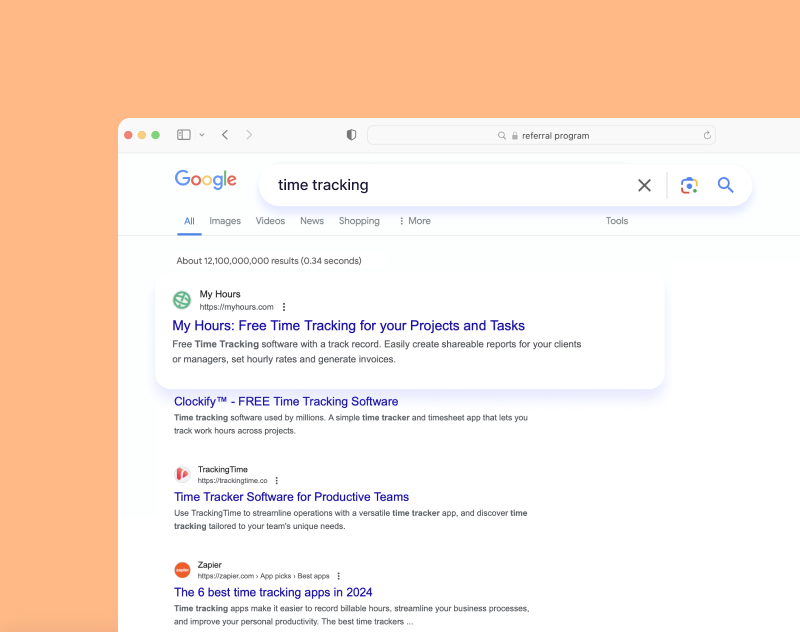 referral program
Google
time tracking
All Images Videos News Shopping More Tools
About 12,100,000,000 results (0.34 seconds)
My Hours
https://myhours.com
My Hours: Free Time Tracking for your Projects and Tasks
Free Time Tracking software with a track record. Easily create shareable reports for your clients
or managers, set hourly rates and generate invoices.
Clockify™ - FREE Time Tracking Software
Time tracking software used by millions. A simple time tracker and timesheet app that lets you
track work hours across projects.
TrackingTime
https://trackingtime.co
Time Tracker Software for Productive Teams
Use TrackingTime to streamline operations with a versatile time tracker app, and discover time
tracking tailored to your team's unique needs.
zapier
Zapier
https://zapier.com › App picks › Best apps
The 6 best time tracking apps in 2024
Time tracking apps make it easier to record billable hours, streamline your business processes,
and improve your personal productivity. The best time trackers ...